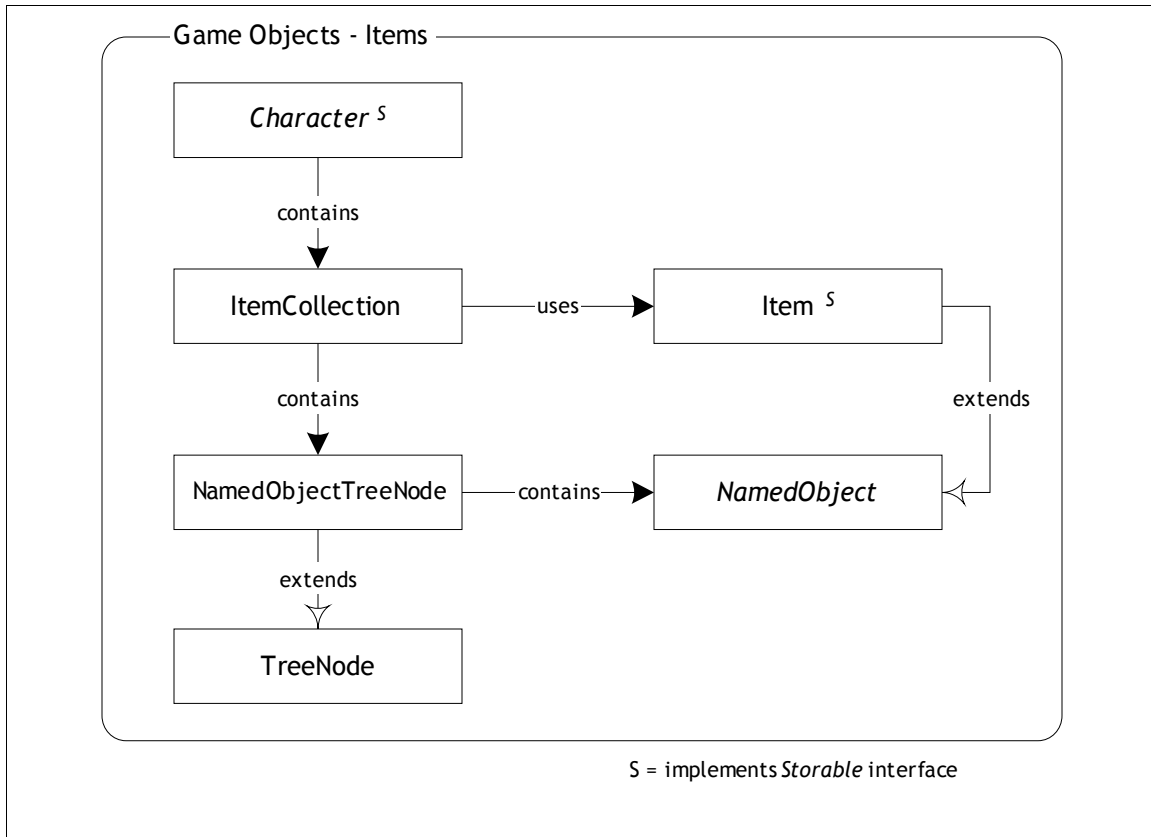 Game Objects - Items
Character S
contains
ItemCollection
uses
Item S
contains
extends
NamedObjectTreeNode
contains
NamedObject
extends
TreeNode
S = implements Storable interface